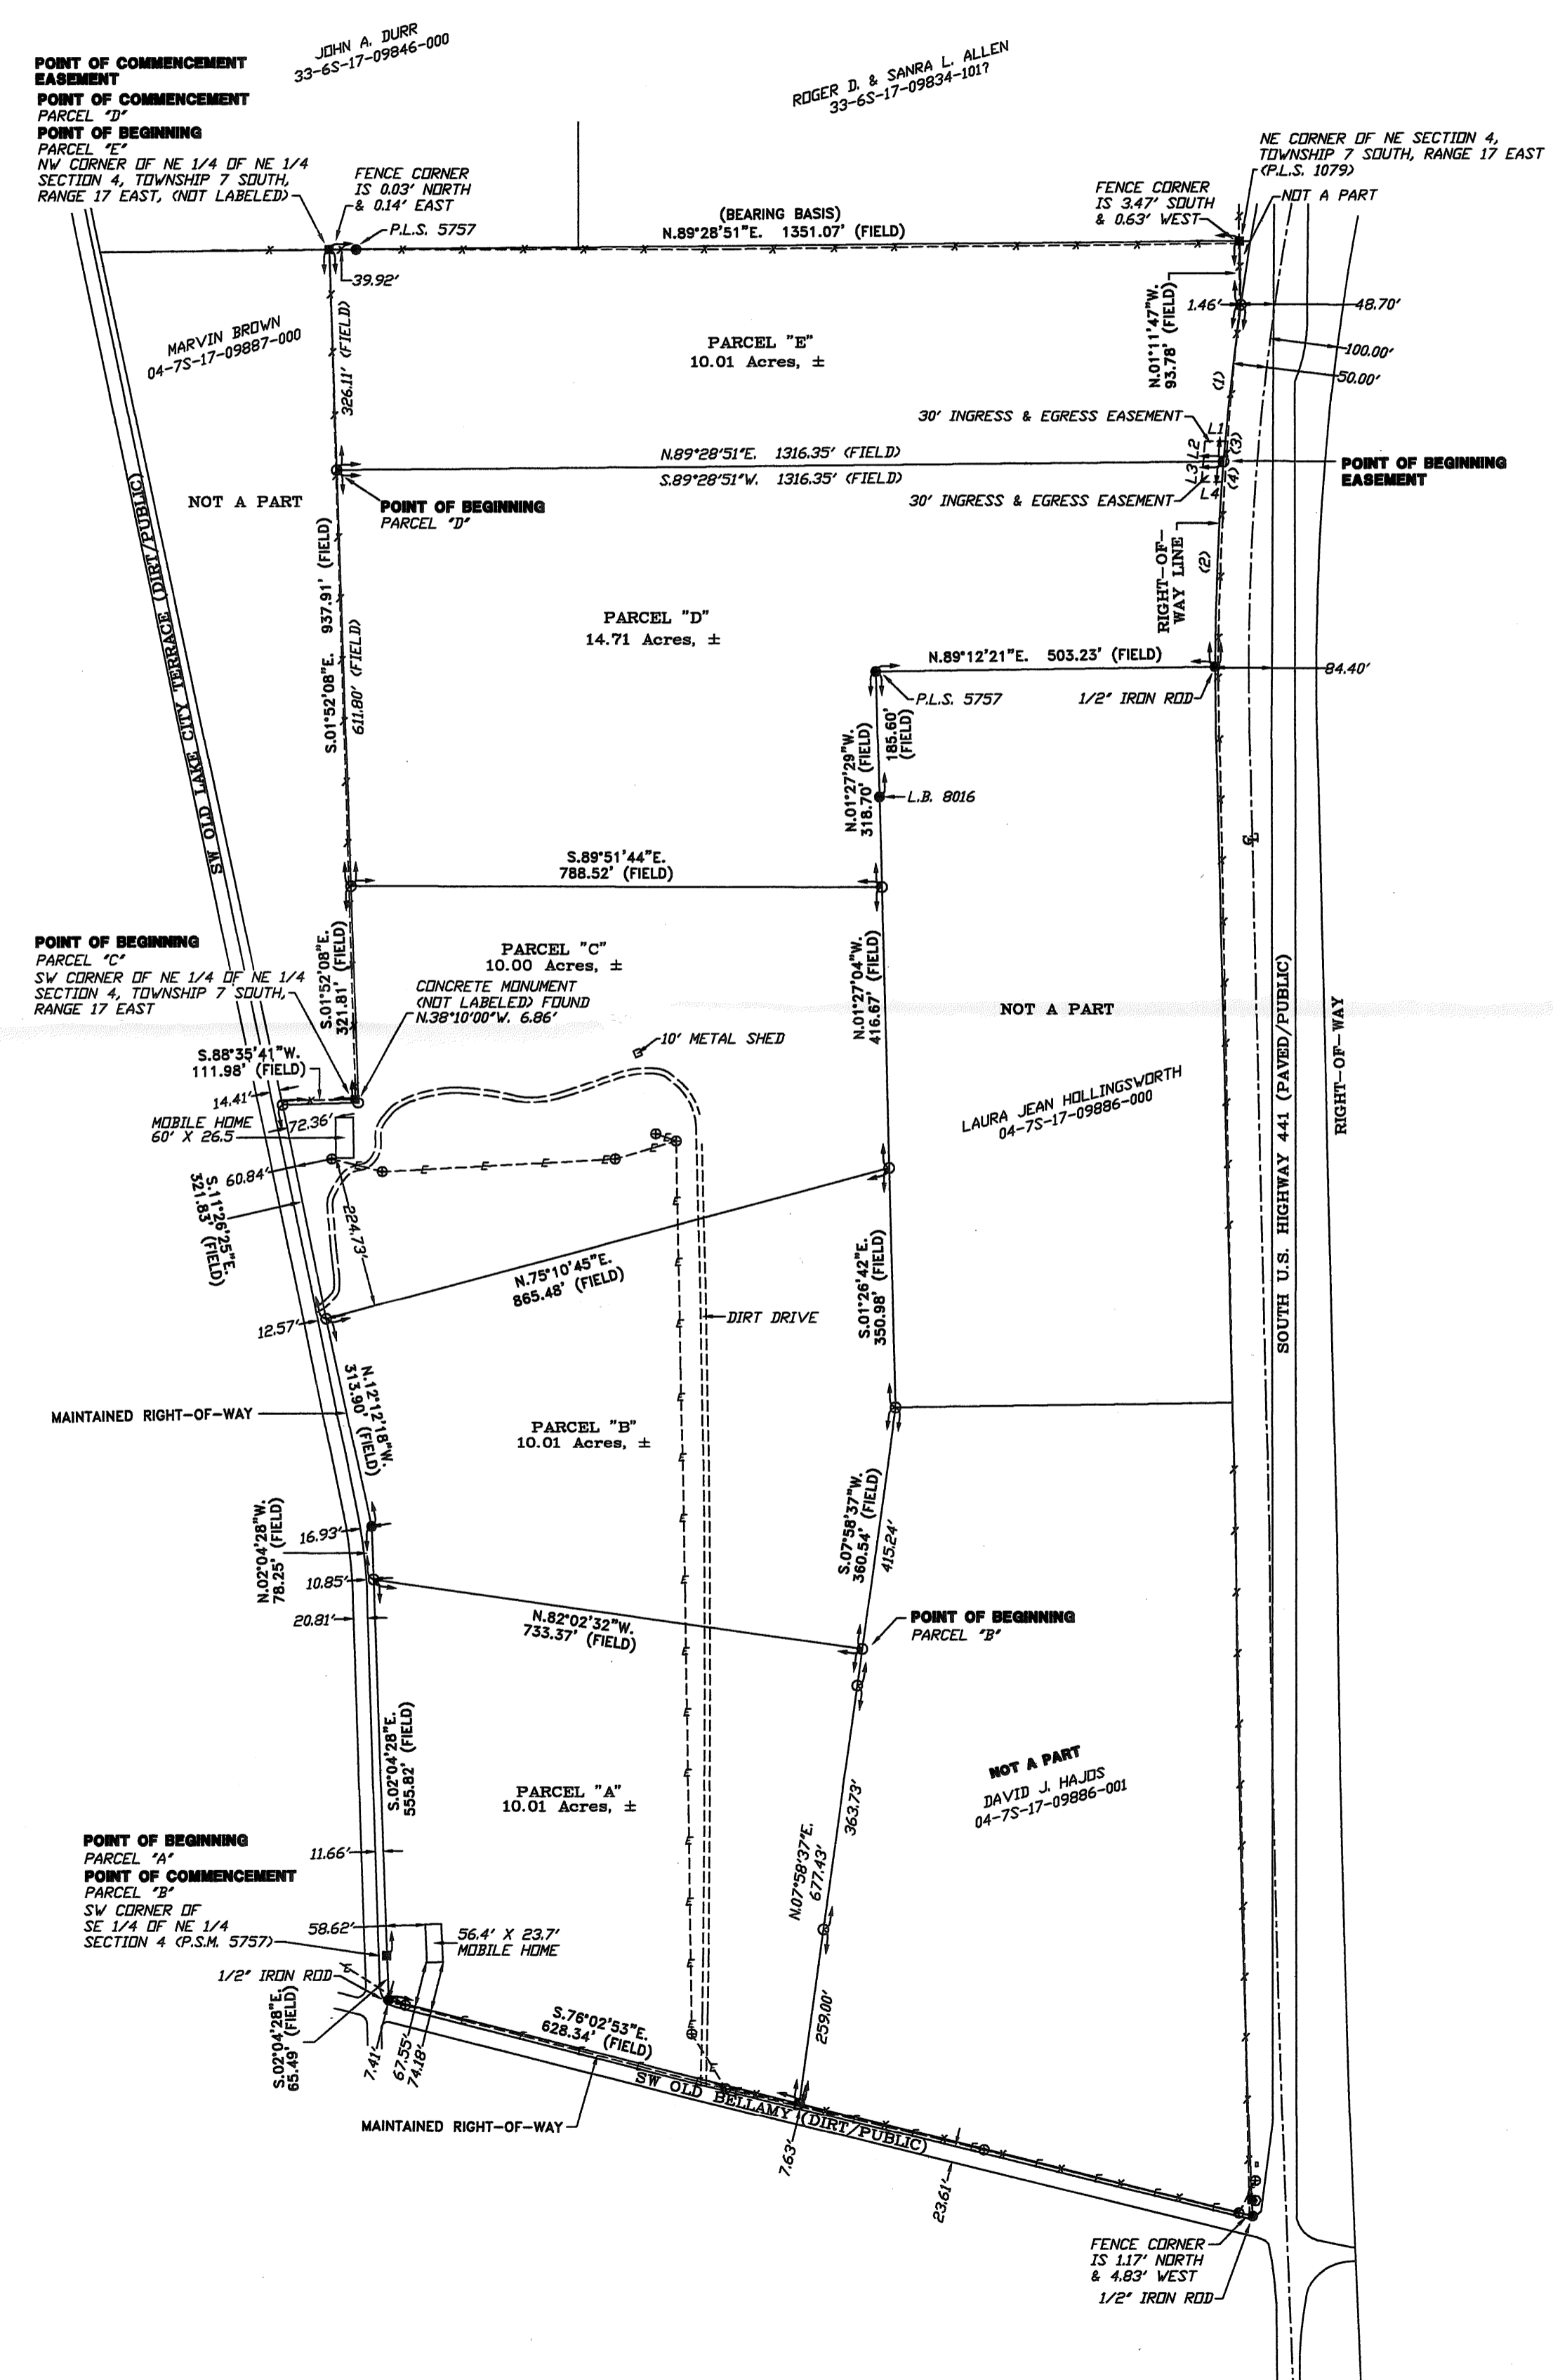 JOHN A. DURR
33-6S-17-09846-000
ROGER D. & SANRA L. ALLEN
33-6S-17-09834-101?
POINT OF COMMENCEMENT
EASEMENT
POINT OF COMMENCEMENT
PARCEL "D"
POINT OF BEGINNING
PARCEL "E"
NW CORNER OF NE 1/4 OF NE 1/4
SECTION 4, TOWNSHIP 7 SOUTH,
RANGE 17 EAST, (NOT LABELED)
FENCE CORNER
IS 0.03' NORTH
& 0.14' EAST
P.L.S. 5757
39.92'
(BEARING BASIS)
N.89°28'51"E. 1351.07' (FIELD)
FENCE CORNER
IS 3.47' SOUTH
& 0.63' WEST
NE CORNER OF NE SECTION 4,
TOWNSHIP 7 SOUTH, RANGE 17 EAST
(P.L.S. 1079)
NOT A PART
MARVIN BROWN
04-7S-17-09887-000
326.11' (FIELD)
PARCEL "E"
10.01 Acres, ±
N.01°11'47"W.
93.78' (FIELD)
1.46'
48.70'
100.00'
50.00'
(1)
30' INGRESS & EGRESS EASEMENT
L1
L2
(3)
N.89°28'51"E. 1316.35' (FIELD)
S.89°28'51"W. 1316.35' (FIELD)
L3
(4)
L4
30' INGRESS & EGRESS EASEMENT
POINT OF BEGINNING
EASEMENT
NOT A PART
POINT OF BEGINNING
PARCEL "D"
SW OLD LAKE CITY TERRACE (DIRT/PUBLIC)
S.01°52'08"E. 937.91' (FIELD)
611.80' (FIELD)
RIGHT-OF-
WAY LINE
(2)
PARCEL "D"
14.71 Acres, ±
N.89°12'21"E. 503.23' (FIELD)
84.40'
P.L.S. 5757
1/2" IRON ROD
N.01°27'29"W.
318.70' (FIELD)
185.60'
(FIELD)
L.B. 8016
CL
S.89°51'44"E.
788.52' (FIELD)
POINT OF BEGINNING
PARCEL "C"
SW CORNER OF NE 1/4 OF NE 1/4
SECTION 4, TOWNSHIP 7 SOUTH,
RANGE 17 EAST
S.01°52'08"E.
321.81' (FIELD)
PARCEL "C"
10.00 Acres, ±
CONCRETE MONUMENT
(NOT LABELED) FOUND
N.38°10'00"W. 6.86'
N.01°27'04"W.
416.67' (FIELD)
NOT A PART
SOUTH U.S. HIGHWAY 441 (PAVED/PUBLIC)
RIGHT-OF-WAY
10' METAL SHED
S.88°35'41"W.
111.98' (FIELD)
14.41'
72.36'
MOBILE HOME
60' X 26.5
LAURA JEAN HOLLINGSWORTH
04-7S-17-09886-000
60.84'
S.11°26'25"E.
321.83' (FIELD)
224.73'
N.75°10'45"E.
865.48' (FIELD)
S.01°26'42"E.
350.98' (FIELD)
12.57'
DIRT DRIVE
N.12°12'18"W.
313.90' (FIELD)
MAINTAINED RIGHT-OF-WAY
PARCEL "B"
10.01 Acres, ±
S.07°58'37"W.
360.54' (FIELD)
415.24'
N.02°04'28"W.
78.25' (FIELD)
16.93'
10.85'
20.81'
N.82°02'32"W.
733.37' (FIELD)
POINT OF BEGINNING
PARCEL "B"
S.02°04'28"E.
555.82' (FIELD)
NOT A PART
DAVID J. HAJOS
04-7S-17-09886-001
PARCEL "A"
10.01 Acres, ±
N.07°58'37"E.
677.43'
363.73'
POINT OF BEGINNING
PARCEL "A"
POINT OF COMMENCEMENT
PARCEL "B"
SW CORNER OF
SE 1/4 OF NE 1/4
SECTION 4 (P.S.M. 5757)
11.66'
58.62'
56.4' X 23.7'
MOBILE HOME
1/2" IRON ROD
S.02°04'28"E.
65.49' (FIELD)
7.41'
67.55'
74.18'
S.76°02'53"E.
628.34' (FIELD)
259.00'
SW OLD BELLAMY (DIRT/PUBLIC)
MAINTAINED RIGHT-OF-WAY
7.63'
23.61'
FENCE CORNER
IS 1.17' NORTH
& 4.83' WEST
1/2" IRON ROD